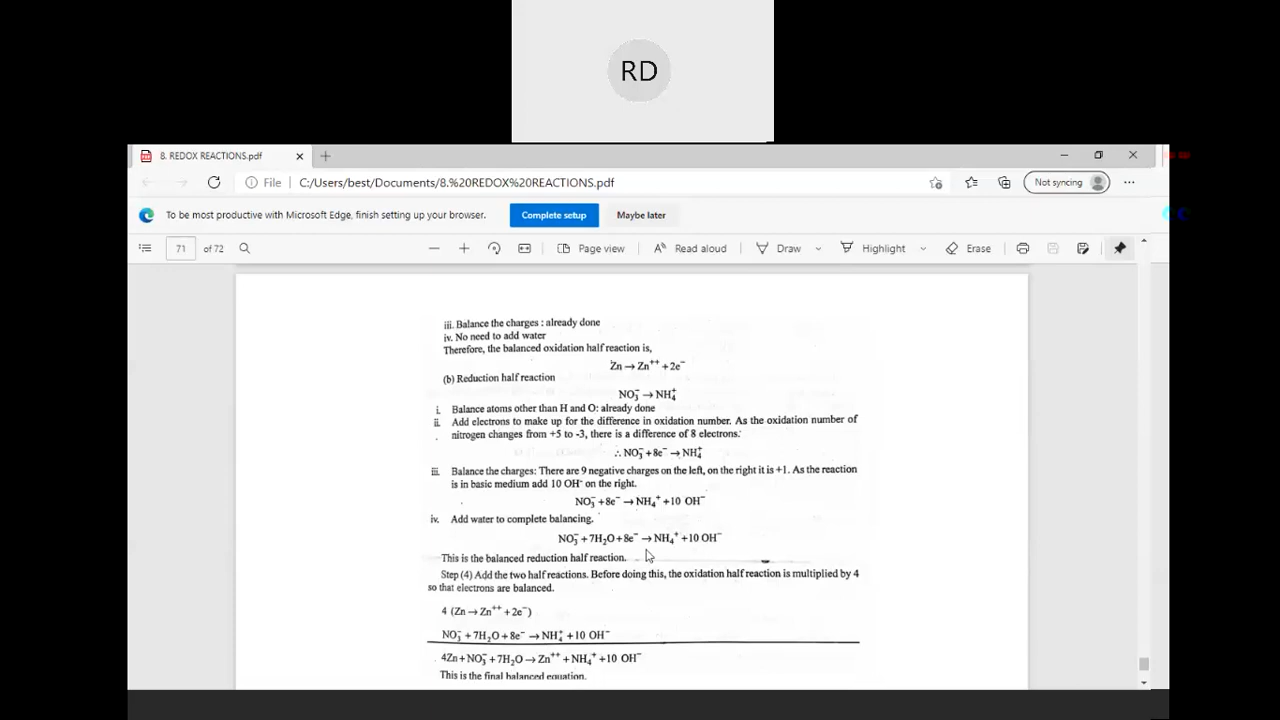 RD
8. REDOX REACTIONS.pdf
File C:/Users/best/Documents/8.%20REDOX%20REACTIONS.pdf Not syncing
To be most productive with Microsoft Edge, finish setting up your browser. Complete setup Maybe later
71 of 72 Page view Read aloud Draw Highlight Erase
iii. Balance the charges : already done
iv. No need to add water
Therefore, the balanced oxidation half reaction is,
Zn → Zn⁺⁺ + 2e⁻
(b) Reduction half reaction
NO₃⁻ → NH₄⁺
i. Balance atoms other than H and O: already done
ii. Add electrons to make up for the difference in oxidation number. As the oxidation number of
nitrogen changes from +5 to -3, there is a difference of 8 electrons.
∴ NO₃⁻ + 8e⁻ → NH₄⁺
iii. Balance the charges: There are 9 negative charges on the left, on the right it is +1. As the reaction
is in basic medium add 10 OH⁻ on the right.
NO₃⁻ + 8e⁻ → NH₄⁺ + 10 OH⁻
iv. Add water to complete balancing.
NO₃⁻ + 7H₂O + 8e⁻ → NH₄⁺ + 10 OH⁻
This is the balanced reduction half reaction.
Step (4) Add the two half reactions. Before doing this, the oxidation half reaction is multiplied by 4
so that electrons are balanced.
4 (Zn → Zn⁺⁺ + 2e⁻)
NO₃⁻ + 7H₂O + 8e⁻ → NH₄⁺ + 10 OH⁻
4Zn + NO₃⁻ + 7H₂O → Zn⁺⁺ + NH₄⁺ + 10 OH⁻
This is the final balanced equation.